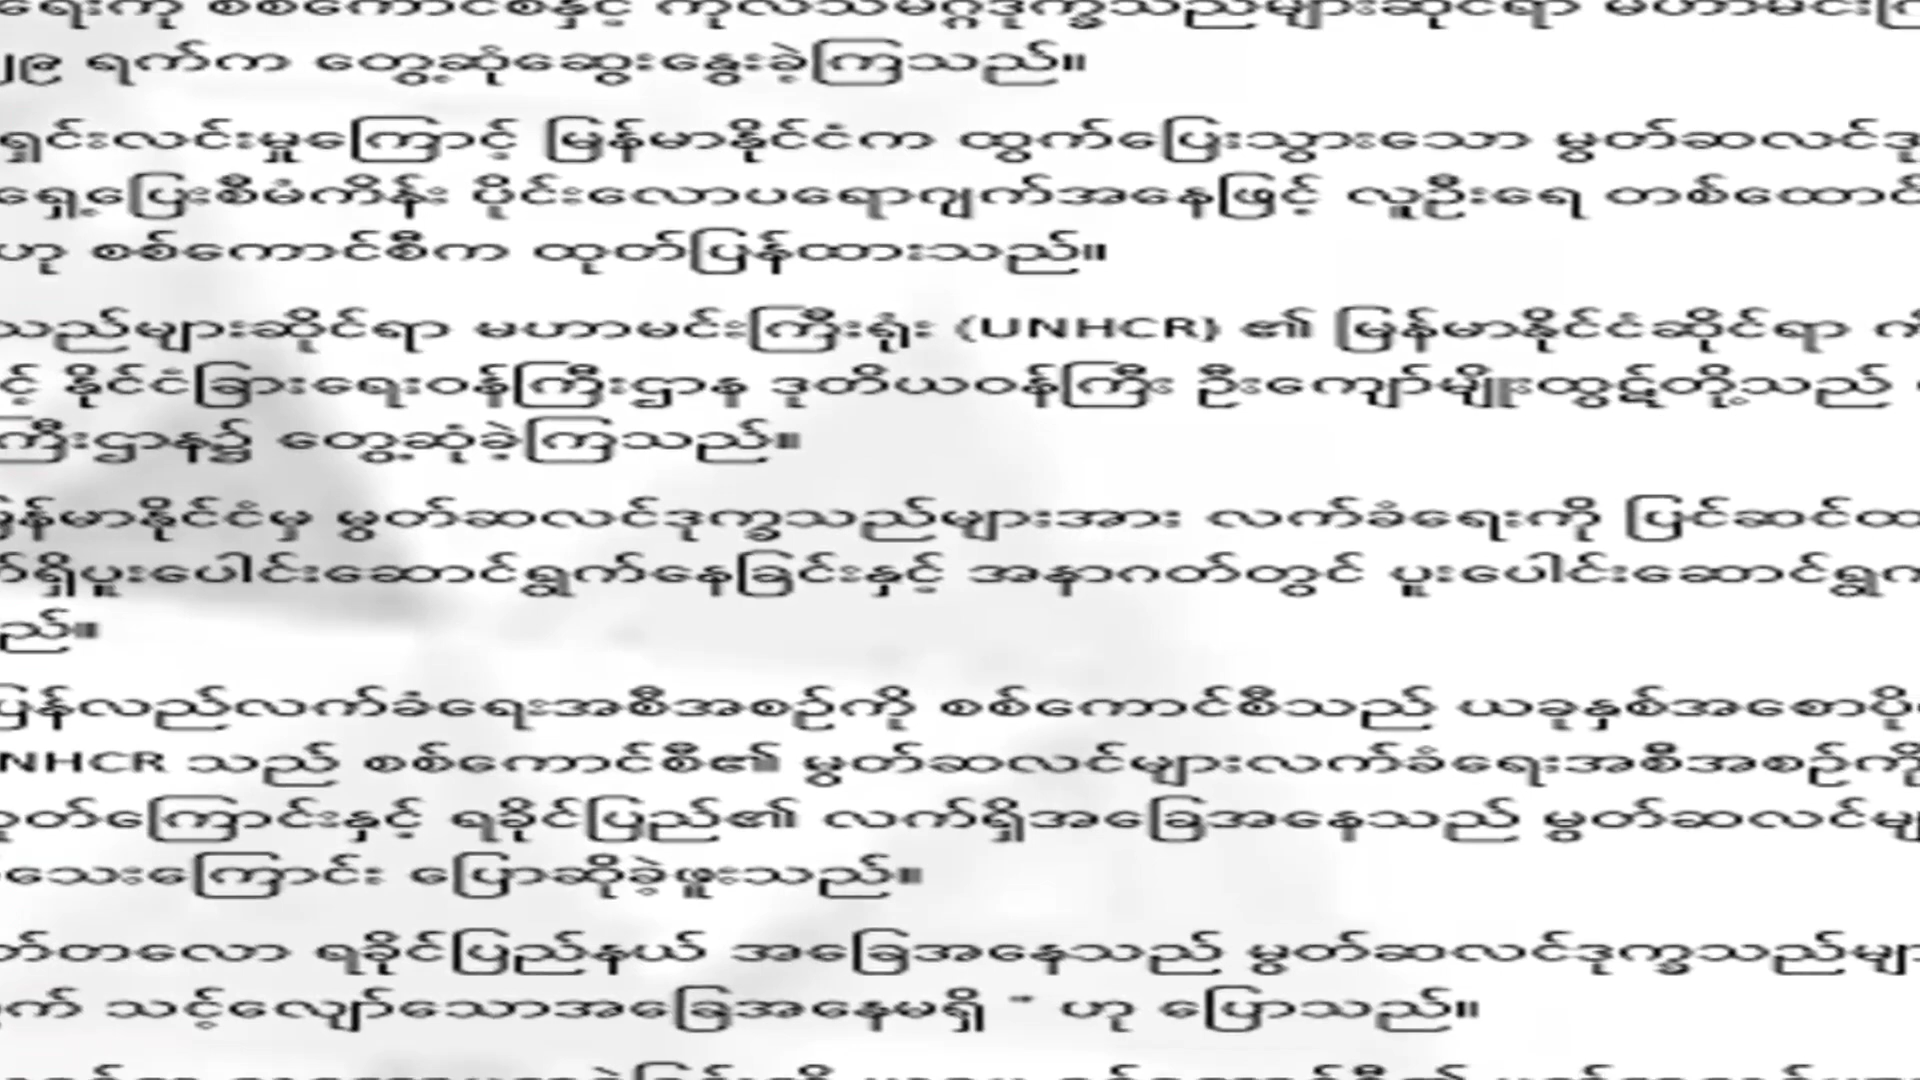 ရေးကို စစ်ကောင်စီနှင့် ကုလသမဂ္ဂဒုက္ခသည်များဆိုင်ရာ
၂၉ ရက်က တွေ့ဆုံဆွေးနွေးခဲ့ကြသည်။
ရှင်းလင်းမှုကြောင့် မြန်မာနိုင်ငံက ထွက်ပြေးသွားသော မွတ်ဆလင်ဒု
ရှေ့ပြေးစီမံကိန်း ပိုင်းလောပရောဂျက်အနေဖြင့် လူဦးရေ တစ်ထောင်
ဟု စစ်ကောင်စီက ထုတ်ပြန်ထားသည်။
သည်များဆိုင်ရာ မဟာမင်းကြီးရုံး (UNHCR) ၏ မြန်မာနိုင်ငံဆိုင်ရာ
င့် နိုင်ငံခြားရေးဝန်ကြီးဌာန ဒုတိယဝန်ကြီး ဦးကျော်မျိုးထွဋ်တို့သည်
ကြီးဌာန၌ တွေ့ဆုံခဲ့ကြသည်။
မြန်မာနိုင်ငံမှ မွတ်ဆလင်ဒုက္ခသည်များအား လက်ခံရေးကို ပြင်ဆင်ထ
်ရှိပူးပေါင်းဆောင်ရွက်နေခြင်းနှင့် အနာဂတ်တွင် ပူးပေါင်းဆောင်ရွက
ည်။
ပြန်လည်လက်ခံရေးအစီအစဉ်ကို စစ်ကောင်စီသည် ယခုနှစ်အစောပို
NHCR သည် စစ်ကောင်စီ၏ မွတ်ဆလင်များလက်ခံရေးအစီအစဉ်ကို
ုတ်ကြောင်းနှင့် ရခိုင်ပြည်၏ လက်ရှိအခြေအနေသည် မွတ်ဆလင်မျ
သေးကြောင်း ပြောဆိုခဲ့ဖူးသည်။
တ်တလော ရခိုင်ပြည်နယ် အခြေအနေသည် မွတ်ဆလင်ဒုက္ခသည်မျာ
က် သင့်လျော်သောအခြေအနေမရှိ " ဟု ပြောသည်။